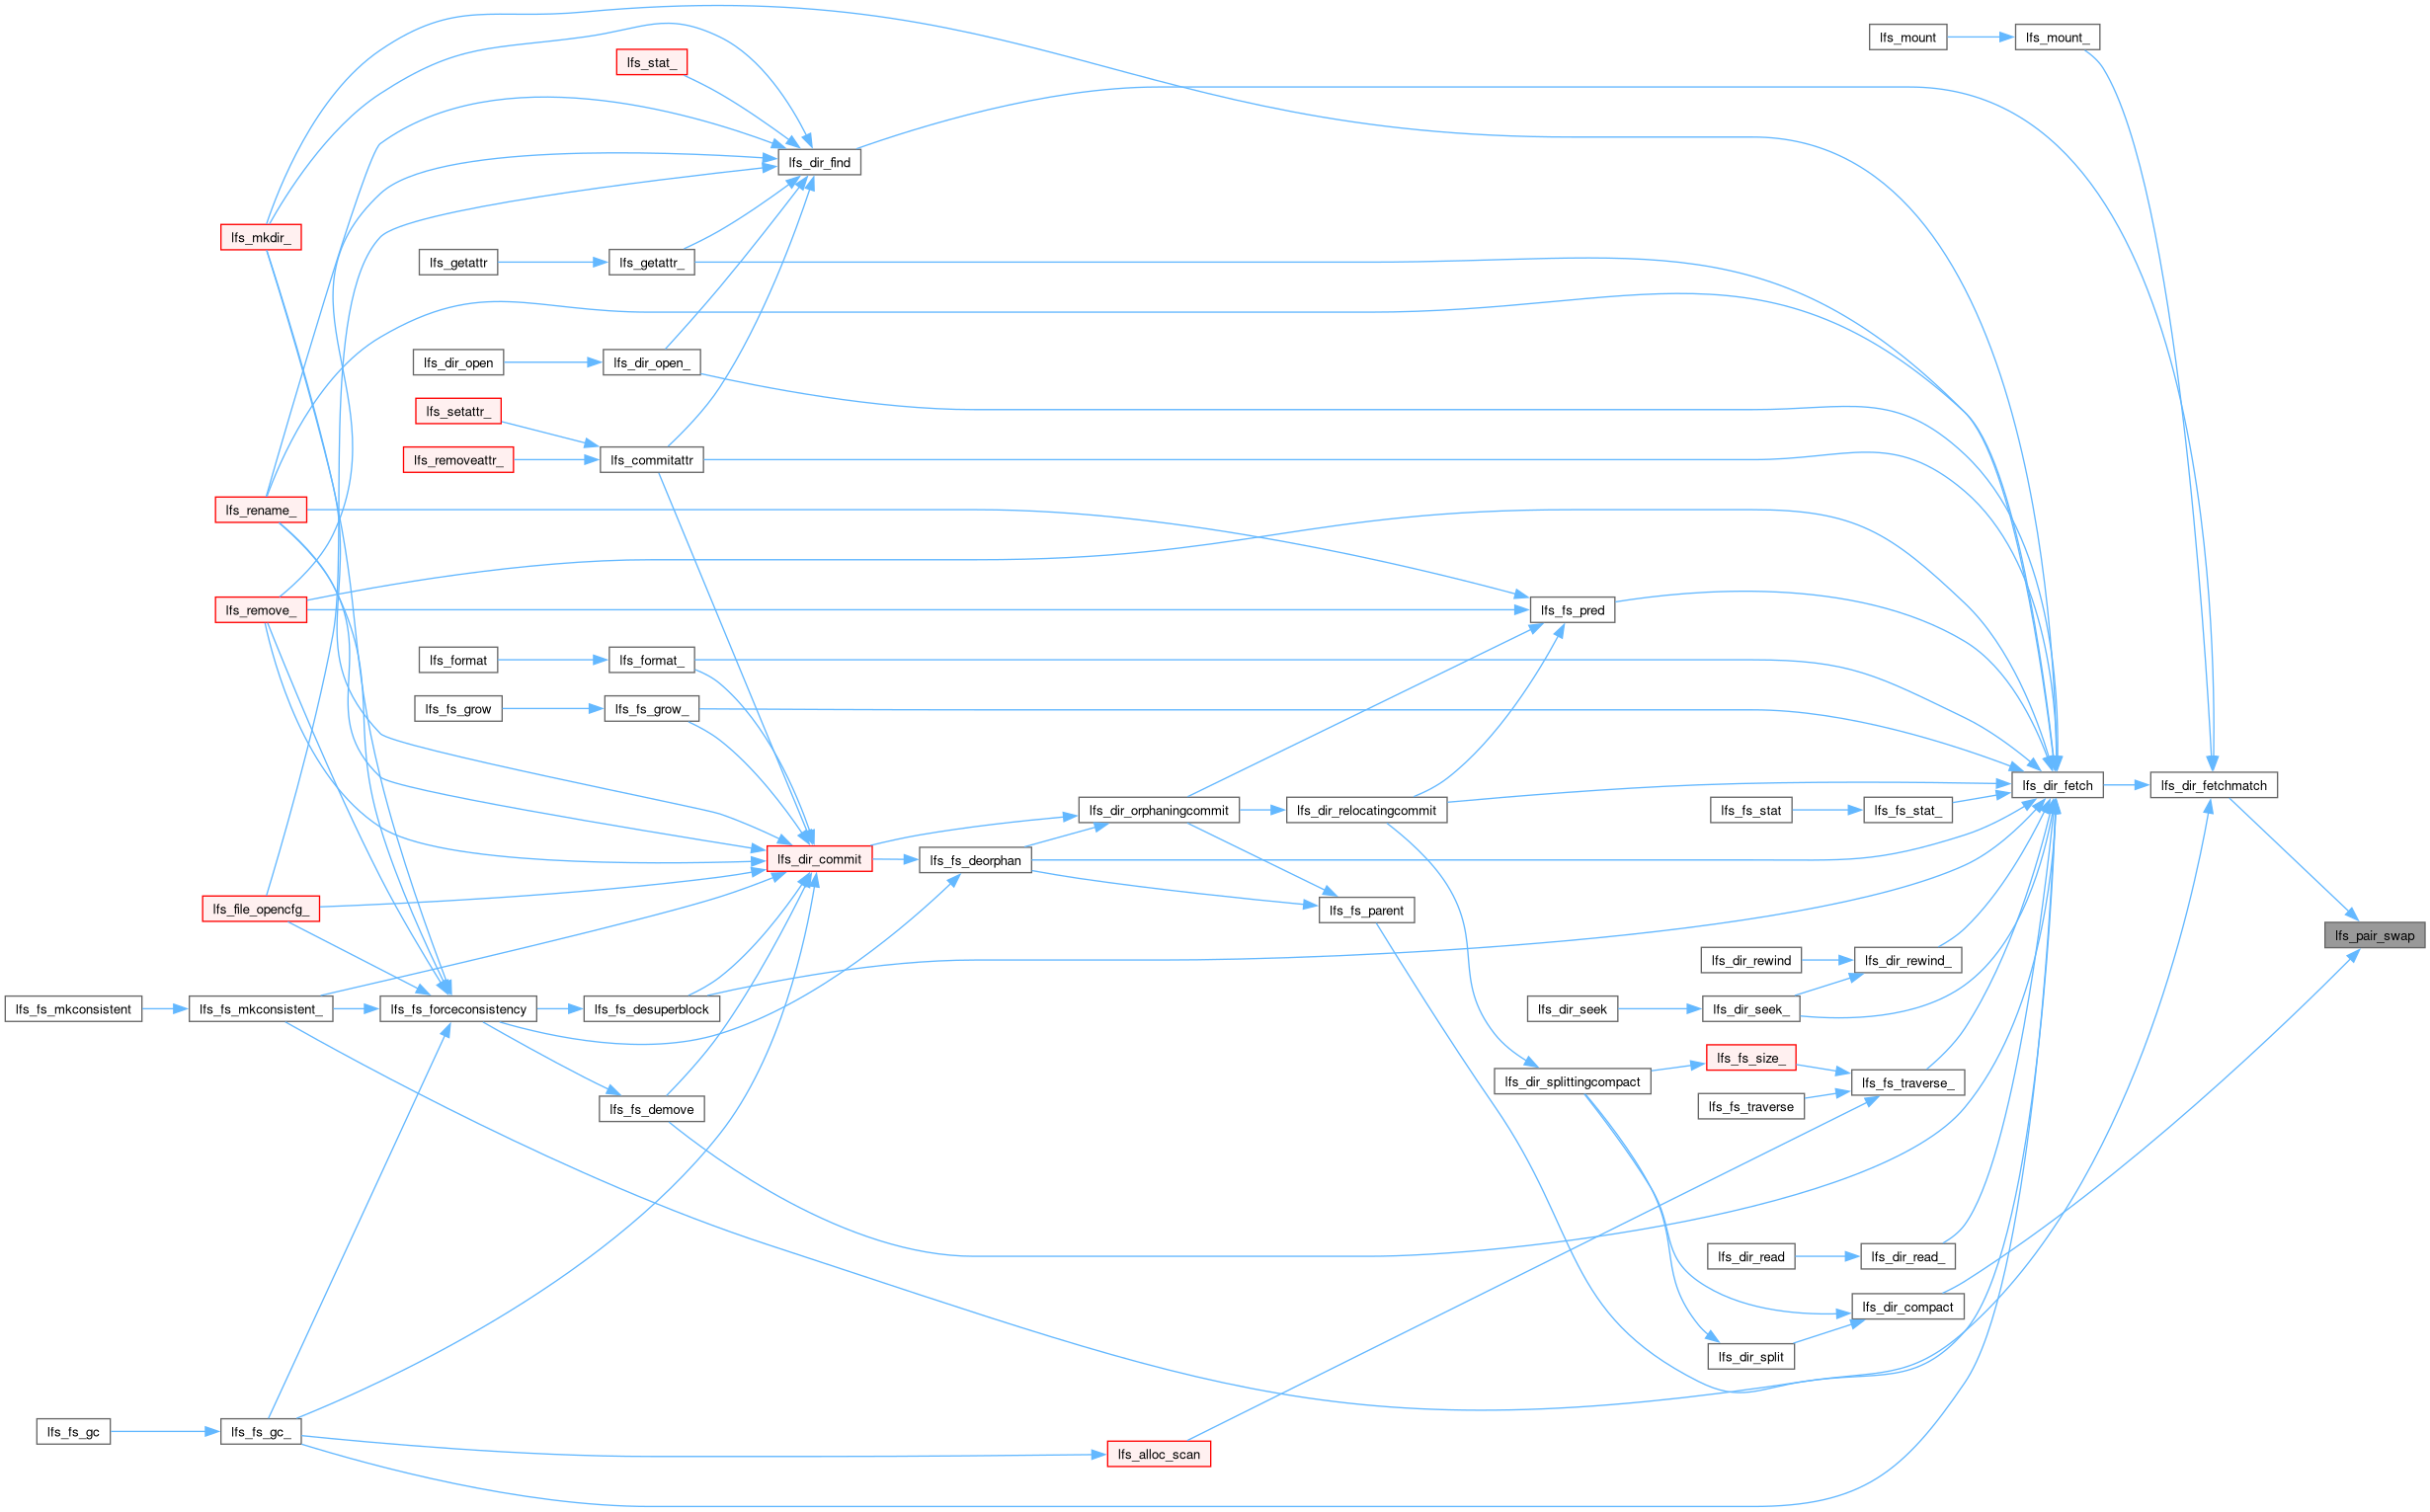 lfs_mount
lfs_mount_
lfs_stat_
lfs_dir_find
lfs_mkdir_
lfs_getattr
lfs_getattr_
lfs_dir_open
lfs_dir_open_
lfs_setattr_
lfs_removeattr_
lfs_commitattr
lfs_rename_
lfs_remove_
lfs_fs_pred
lfs_format
lfs_format_
lfs_fs_grow
lfs_fs_grow_
lfs_dir_fetch
lfs_dir_fetchmatch
lfs_dir_orphaningcommit
lfs_dir_relocatingcommit
lfs_fs_stat
lfs_fs_stat_
lfs_dir_commit
lfs_fs_deorphan
lfs_file_opencfg_
lfs_fs_parent
lfs_pair_swap
lfs_dir_rewind
lfs_dir_rewind_
lfs_fs_mkconsistent
lfs_fs_mkconsistent_
lfs_fs_forceconsistency
lfs_fs_desuperblock
lfs_dir_seek
lfs_dir_seek_
lfs_fs_size_
lfs_dir_splittingcompact
lfs_fs_traverse_
lfs_fs_traverse
lfs_fs_demove
lfs_dir_read
lfs_dir_read_
lfs_dir_compact
lfs_dir_split
lfs_fs_gc
lfs_fs_gc_
lfs_alloc_scan